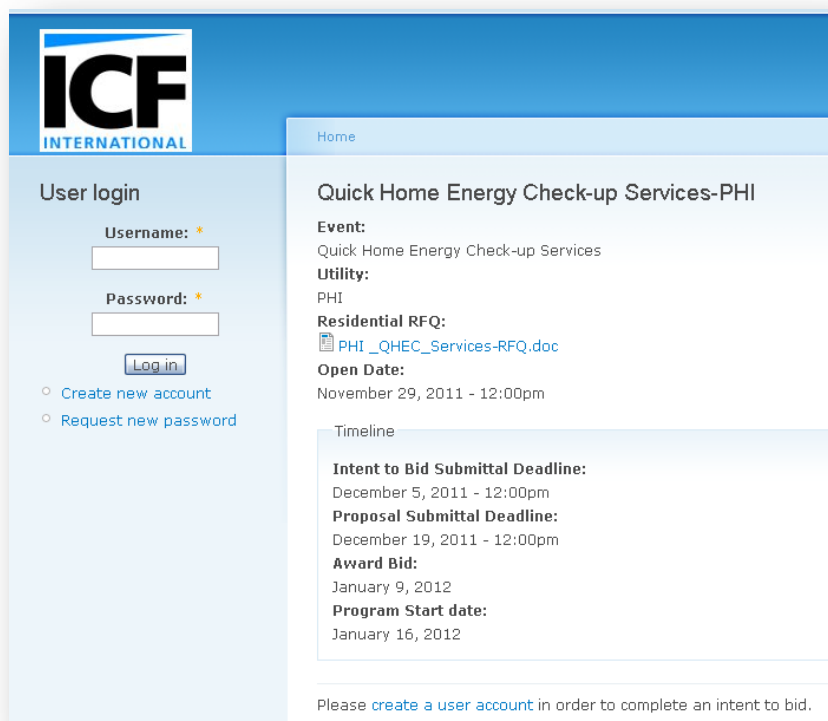 ICF
INTERNATIONAL
Home
User login
Username: *
Password: *
Log in
Create new account
Request new password
Quick Home Energy Check-up Services-PHI
Event:
Quick Home Energy Check-up Services
Utility:
PHI
Residential RFQ:
PHI _QHEC_Services-RFQ.doc
Open Date:
November 29, 2011 - 12:00pm
Timeline
Intent to Bid Submittal Deadline:
December 5, 2011 - 12:00pm
Proposal Submittal Deadline:
December 19, 2011 - 12:00pm
Award Bid:
January 9, 2012
Program Start date:
January 16, 2012
Please create a user account in order to complete an intent to bid.